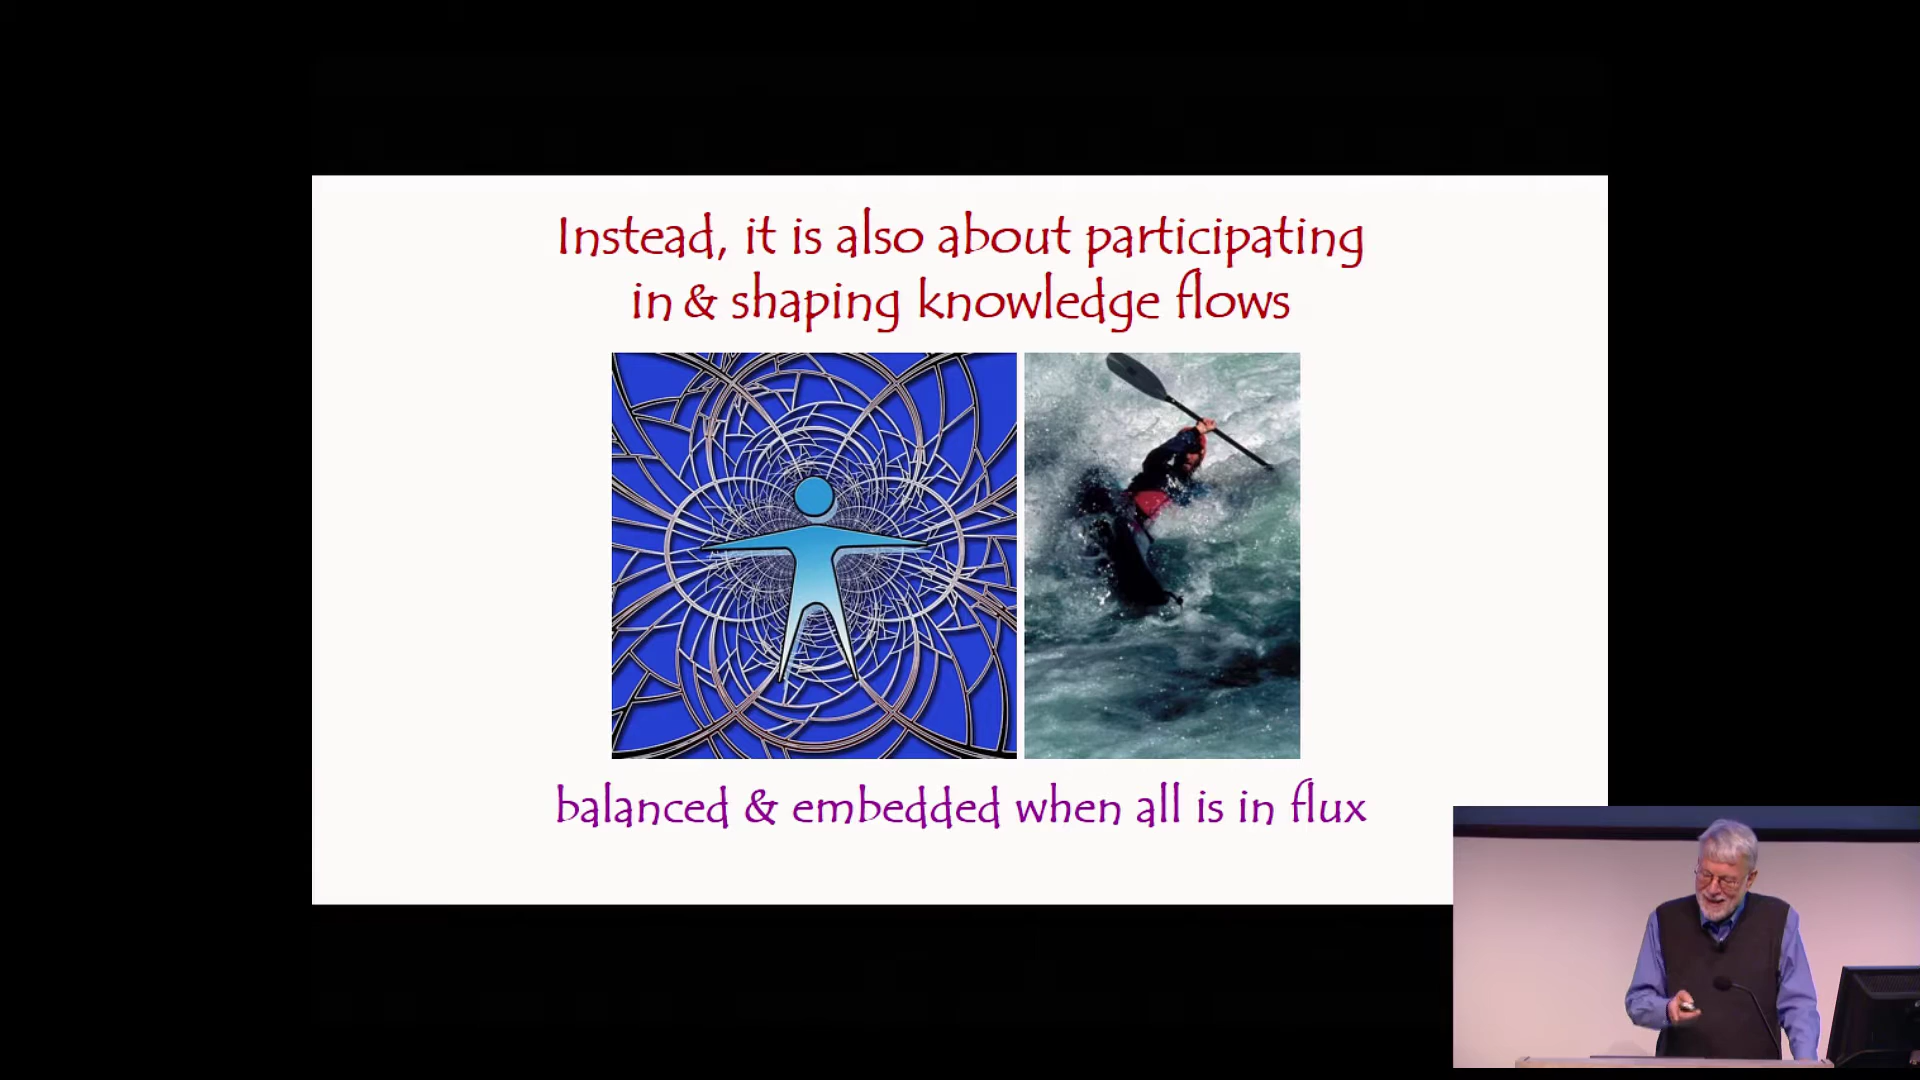 Instead, it is also about participating
in & shaping knowledge flows
balanced & embedded when all is in flux